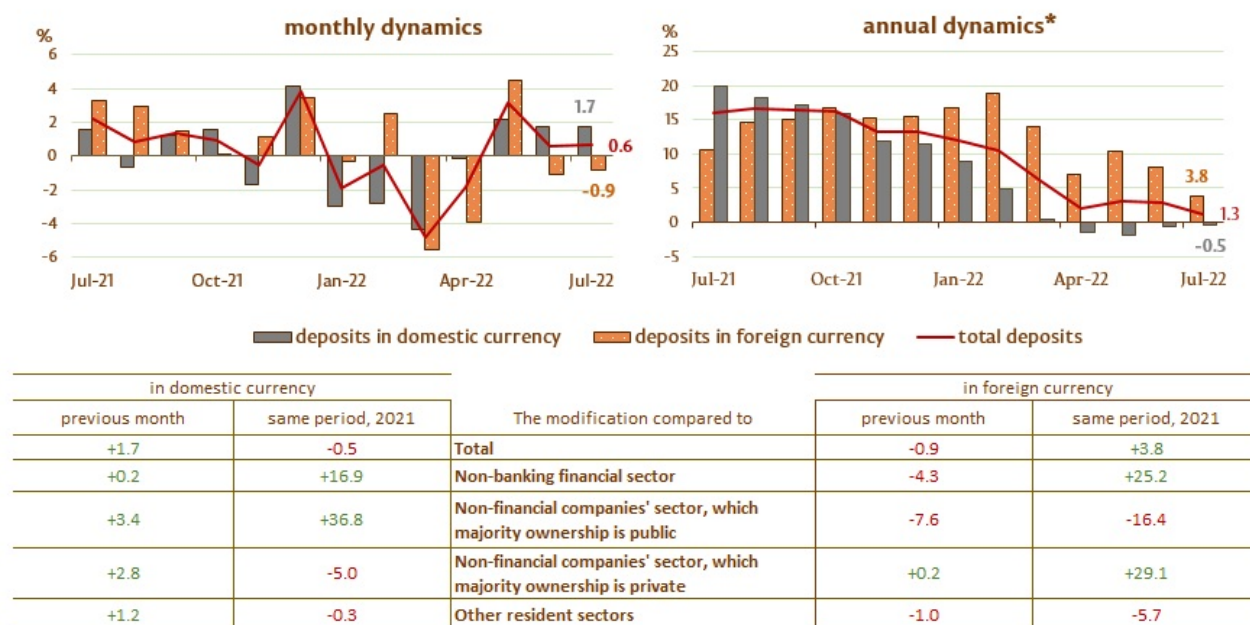 monthly dynamics
%
6
4
2
0
-2
-4
-6
1.7
0.6
-0.9
Jul-21 Oct-21 Jan-22 Apr-22 Jul-22
annual dynamics*
%
25
20
15
10
5
0
-5
3.8
1.3
-0.5
Jul-21 Oct-21 Jan-22 Apr-22 Jul-22
deposits in domestic currency deposits in foreign currency total deposits
in domestic currency in foreign currency
previous month same period, 2021 The modification compared to previous month same period, 2021
+1.7 -0.5 Total -0.9 +3.8
+0.2 +16.9 Non-banking financial sector -4.3 +25.2
+3.4 +36.8 Non-financial companies' sector, which
majority ownership is public -7.6 -16.4
+2.8 -5.0 Non-financial companies' sector, which
majority ownership is private +0.2 +29.1
+1.2 -0.3 Other resident sectors -1.0 -5.7